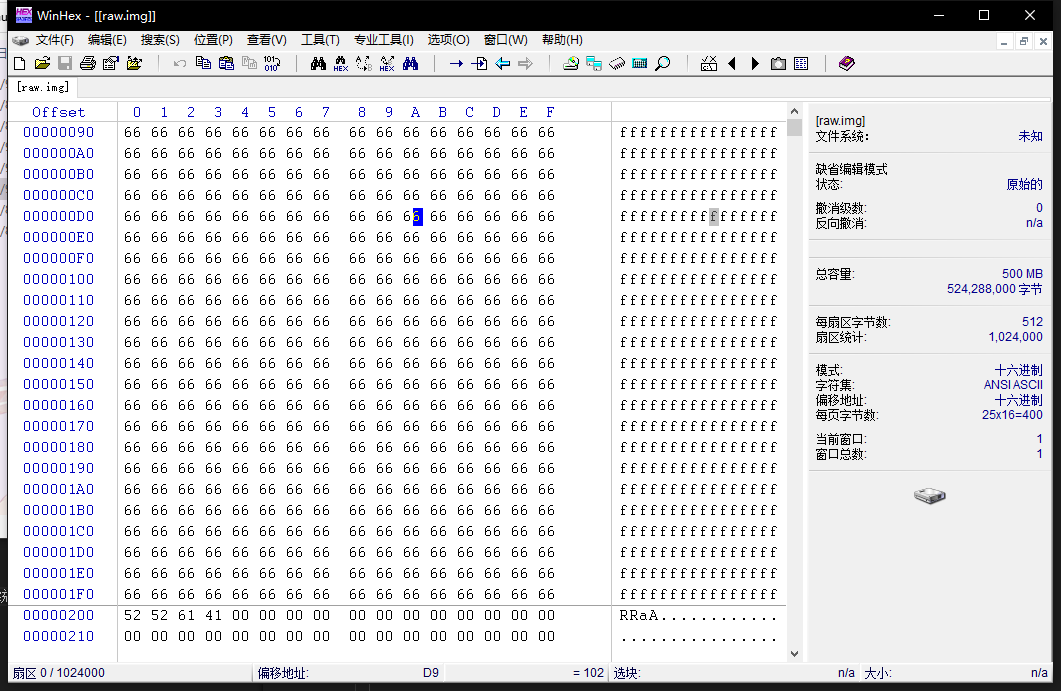 WinHex - [[raw.img]]
文件(F) 编辑(E) 搜索(S) 位置(P) 查看(V) 工具(T) 专业工具(I) 选项(O) 窗口(W) 帮助(H)
[raw.img]
Offset 0 1 2 3 4 5 6 7 8 9 A B C D E F
00000090 66 66 66 66 66 66 66 66 66 66 66 66 66 66 66 66 ffffffffffffffff
000000A0 66 66 66 66 66 66 66 66 66 66 66 66 66 66 66 66 ffffffffffffffff
000000B0 66 66 66 66 66 66 66 66 66 66 66 66 66 66 66 66 ffffffffffffffff
000000C0 66 66 66 66 66 66 66 66 66 66 66 66 66 66 66 66 ffffffffffffffff
000000D0 66 66 66 66 66 66 66 66 66 66 66 66 66 66 66 66 ffffffffffffffff
000000E0 66 66 66 66 66 66 66 66 66 66 66 66 66 66 66 66 ffffffffffffffff
000000F0 66 66 66 66 66 66 66 66 66 66 66 66 66 66 66 66 ffffffffffffffff
00000100 66 66 66 66 66 66 66 66 66 66 66 66 66 66 66 66 ffffffffffffffff
00000110 66 66 66 66 66 66 66 66 66 66 66 66 66 66 66 66 ffffffffffffffff
00000120 66 66 66 66 66 66 66 66 66 66 66 66 66 66 66 66 ffffffffffffffff
00000130 66 66 66 66 66 66 66 66 66 66 66 66 66 66 66 66 ffffffffffffffff
00000140 66 66 66 66 66 66 66 66 66 66 66 66 66 66 66 66 ffffffffffffffff
00000150 66 66 66 66 66 66 66 66 66 66 66 66 66 66 66 66 ffffffffffffffff
00000160 66 66 66 66 66 66 66 66 66 66 66 66 66 66 66 66 ffffffffffffffff
00000170 66 66 66 66 66 66 66 66 66 66 66 66 66 66 66 66 ffffffffffffffff
00000180 66 66 66 66 66 66 66 66 66 66 66 66 66 66 66 66 ffffffffffffffff
00000190 66 66 66 66 66 66 66 66 66 66 66 66 66 66 66 66 ffffffffffffffff
000001A0 66 66 66 66 66 66 66 66 66 66 66 66 66 66 66 66 ffffffffffffffff
000001B0 66 66 66 66 66 66 66 66 66 66 66 66 66 66 66 66 ffffffffffffffff
000001C0 66 66 66 66 66 66 66 66 66 66 66 66 66 66 66 66 ffffffffffffffff
000001D0 66 66 66 66 66 66 66 66 66 66 66 66 66 66 66 66 ffffffffffffffff
000001E0 66 66 66 66 66 66 66 66 66 66 66 66 66 66 66 66 ffffffffffffffff
000001F0 66 66 66 66 66 66 66 66 66 66 66 66 66 66 66 66 ffffffffffffffff
00000200 52 52 61 41 00 00 00 00 00 00 00 00 00 00 00 00 RRaA............
00000210 00 00 00 00 00 00 00 00 00 00 00 00 00 00 00 00 ................
[raw.img]
文件系统: 未知
缺省编辑模式
状态: 原始的
撤消级数: 0
反向撤消: n/a
总容量: 500 MB
524,288,000 字节
每扇区字节数: 512
扇区统计: 1,024,000
模式: 十六进制
字符集: ANSI ASCII
偏移地址: 十六进制
每页字节数: 25x16=400
当前窗口: 1
窗口总数: 1
扇区 0 / 1024000 偏移地址: D9 = 102 选块: n/a 大小: n/a